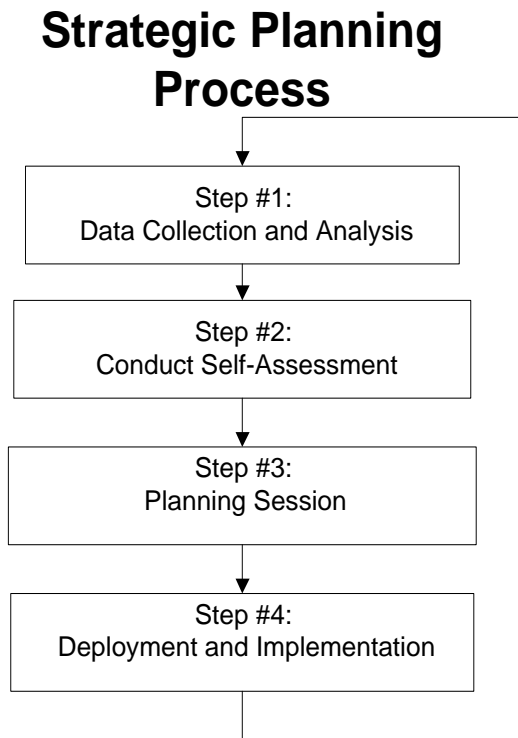 Strategic Planning
Process
Step #1:
Data Collection and Analysis
Step #2:
Conduct Self-Assessment
Step #3:
Planning Session
Step #4:
Deployment and Implementation